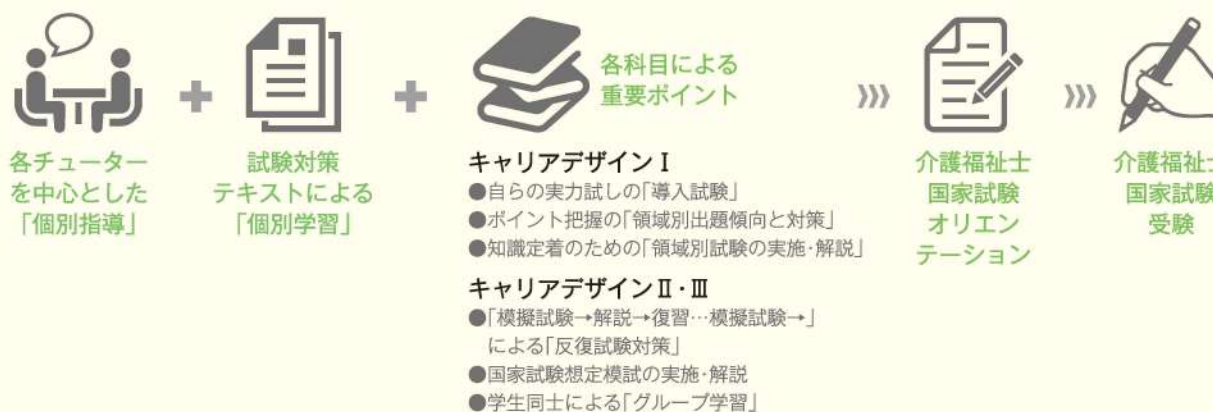 各チューター
を中心とした
「個別指導」
試験対策
テキストによる
「個別学習」
各科目による
重要ポイント
キャリアデザインⅠ
●自らの実力試しの「導入試験」
●ポイント把握の「領域別出題傾向と対策」
●知識定着のための「領域別試験の実施・解説」
キャリアデザインⅡ・Ⅲ
●「模擬試験→解説→復習…模擬試験→」
による「反復試験対策」
●国家試験想定模試の実施・解説
●学生同士による「グループ学習」
介護福祉士
国家試験
オリエン
テーション
介護福祉士
国家試験
受験